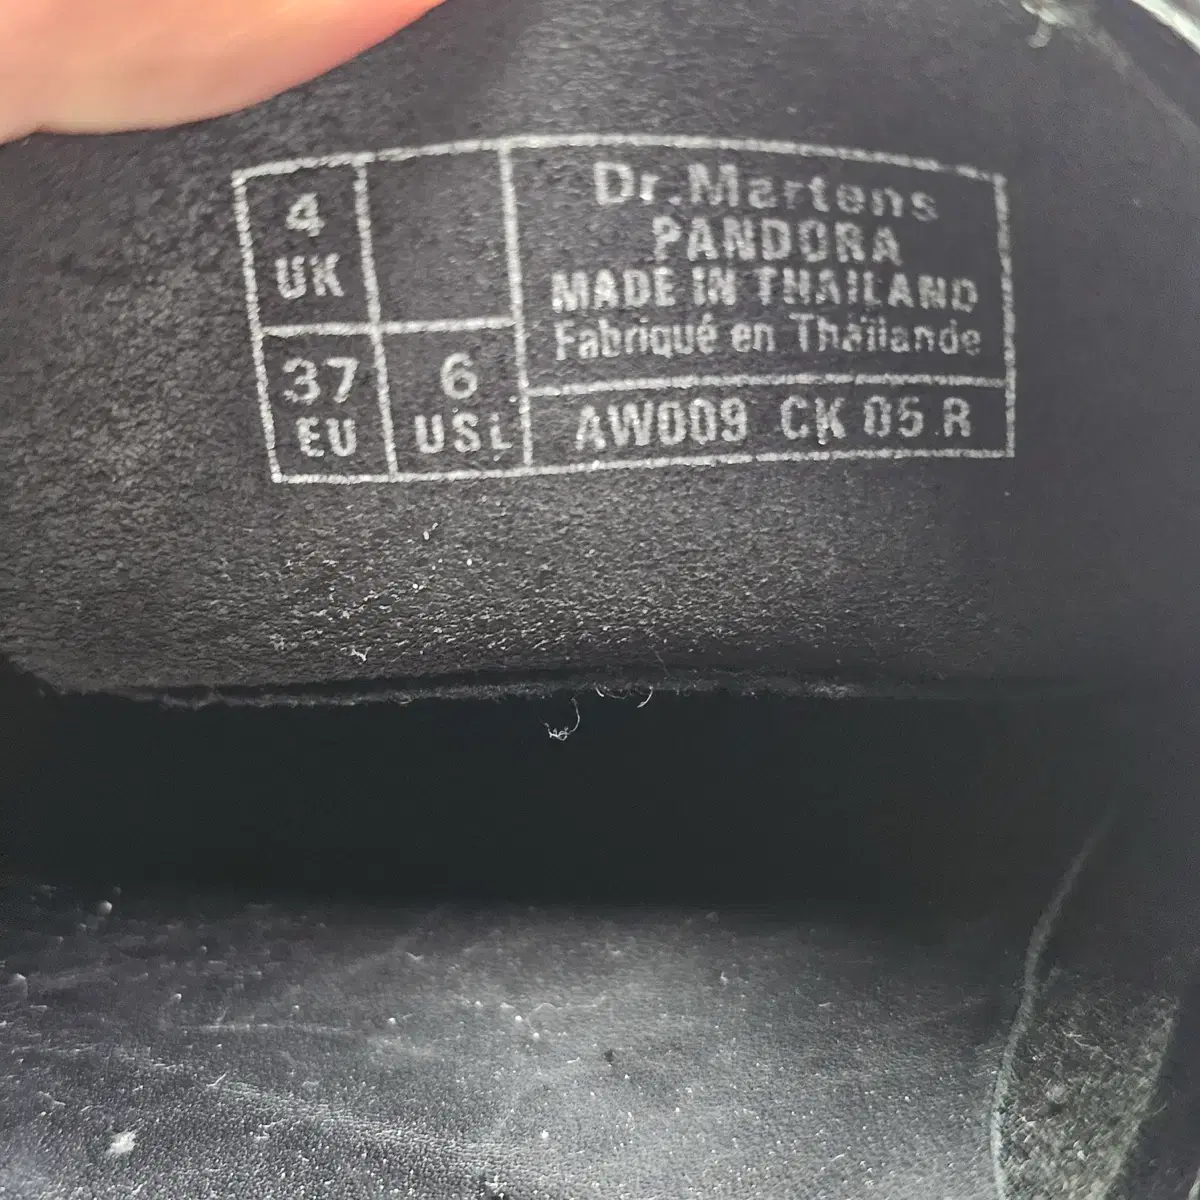 4
UK
37
EU
6
USL
Dr.Martens
PANDORA
MADE IN THAILAND
Fabriqué en Thaïlande
AW009 CK 05 R